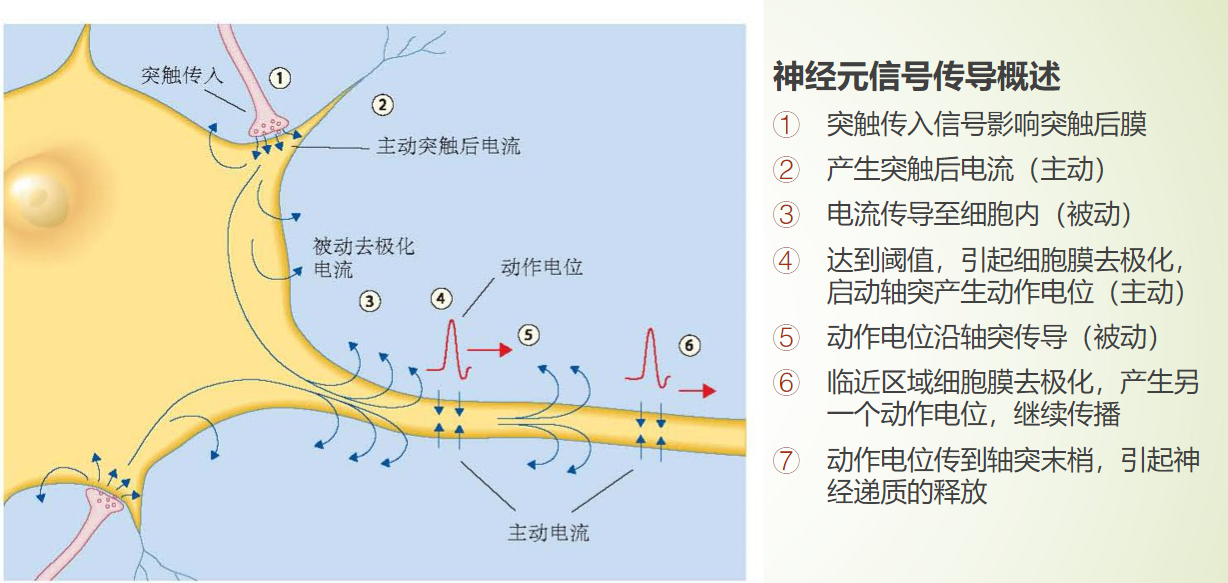 突触传入
①
②
主动突触后电流
被动去极化
电流
③
④
动作电位
⑤
⑥
主动电流
神经元信号传导概述
① 突触传入信号影响突触后膜
② 产生突触后电流（主动）
③ 电流传导至细胞内（被动）
④ 达到阈值，引起细胞膜去极化，
启动轴突产生动作电位（主动）
⑤ 动作电位沿轴突传导（被动）
⑥ 临近区域细胞膜去极化，产生另
一个动作电位，继续传播
⑦ 动作电位传到轴突末梢，引起神
经递质的释放